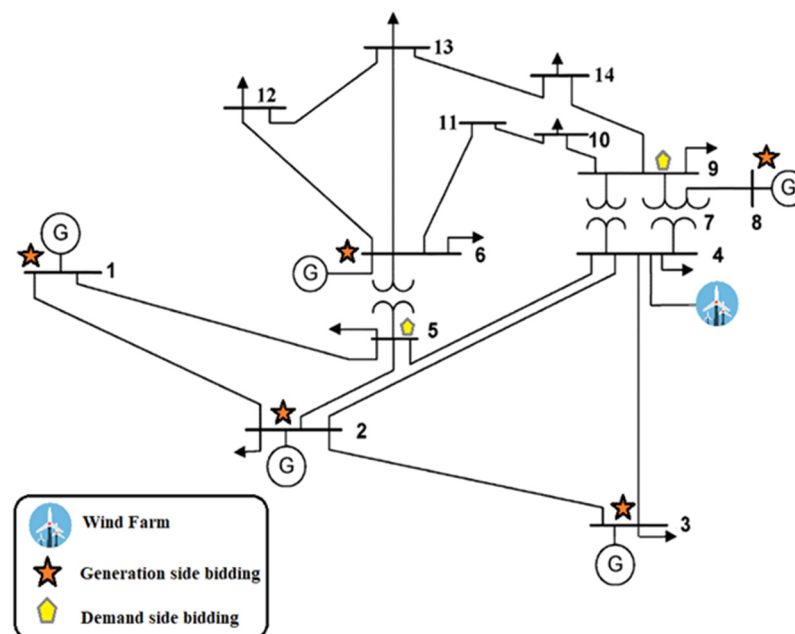 13
14
12
11
10
9
G
8
7
G
1
G
6
4
5
2
G
3
G
Wind Farm
Generation side bidding
Demand side bidding